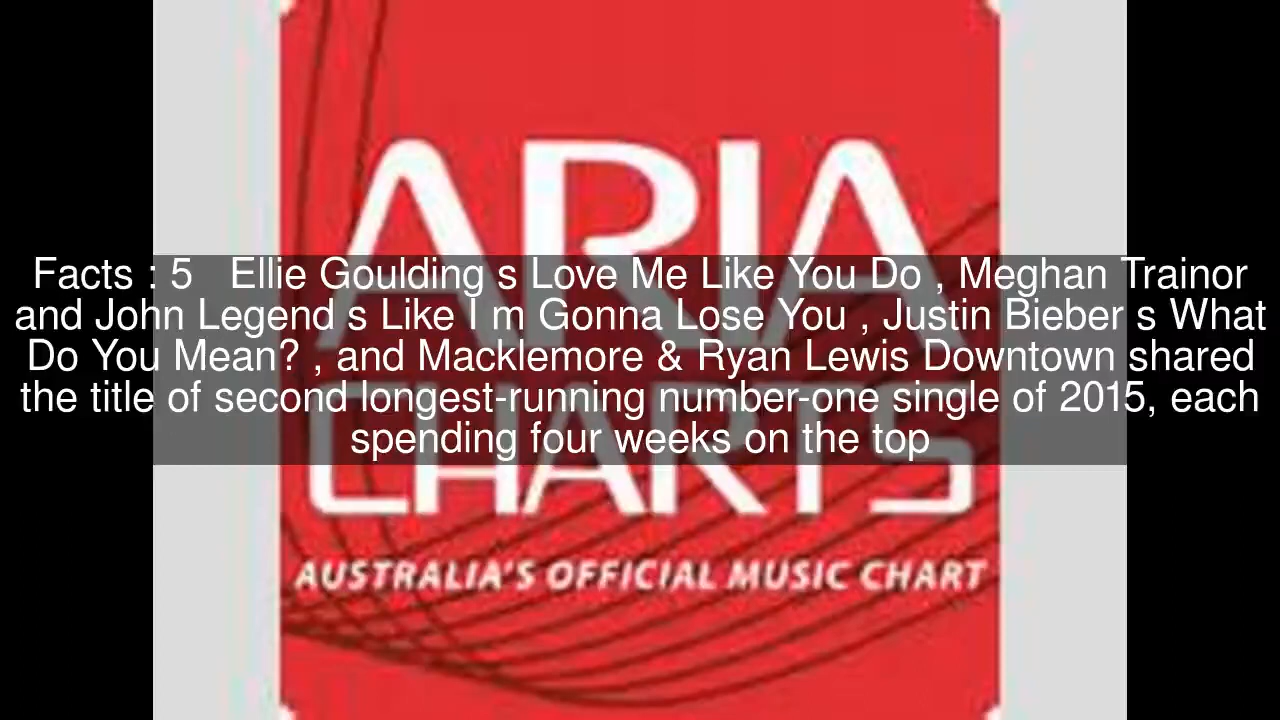 ARIA
Facts : 5 Ellie Goulding s Love Me Like You Do , Meghan Trainor
and John Legend s Like I m Gonna Lose You , Justin Bieber s What
Do You Mean? , and Macklemore & Ryan Lewis Downtown shared
the title of second longest-running number-one single of 2015, each
spending four weeks on the top
CHARTS
AUSTRALIA'S OFFICIAL MUSIC CHART